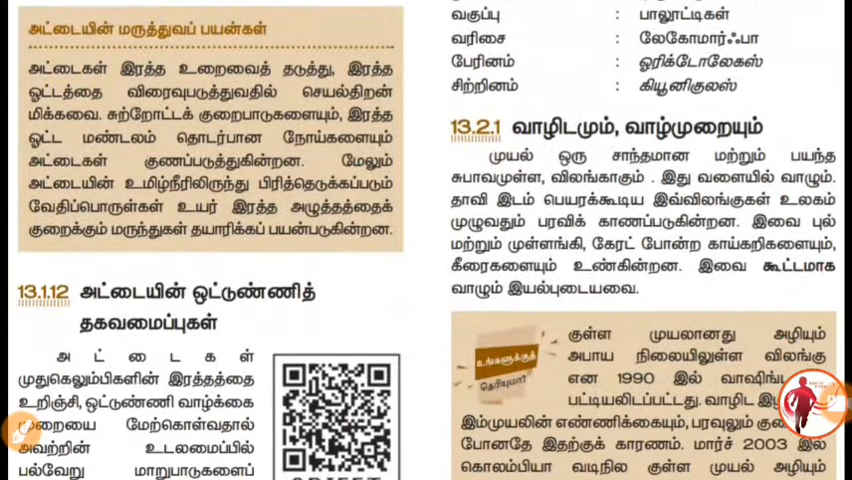 அட்டையின் மருத்துவப் பயன்கள்
அட்டைகள் இரத்த உறைவைத் தடுத்து, இரத்த
ஓட்டத்தை விரைவுபடுத்துவதில் செயல்திறன்
மிக்கவை. சுற்றோட்டக் குறைபாடுகளையும், இரத்த
ஓட்ட மண்டலம் தொடர்பான நோய்களையும்
அட்டைகள் குணப்படுத்துகின்றன. மேலும்
அட்டையின் உமிழ்நீரிலிருந்து பிரித்தெடுக்கப்படும்
வேதிப்பொருள்கள் உயர் இரத்த அழுத்தத்தைக்
குறைக்கும் மருந்துகள் தயாரிக்கப் பயன்படுகின்றன.
13.1.12 அட்டையின் ஒட்டுண்ணித்
தகவமைப்புகள்
அட்டைகள்
முதுகெலும்பிகளின் இரத்தத்தை
உறிஞ்சி, ஒட்டுண்ணி வாழ்க்கை
முறையை மேற்கொள்வதால்
அவற்றின் உடலமைப்பில்
பல்வேறு மாறுபாடுகளைப்
வகுப்பு : பாலூட்டிகள்
வரிசை : லேகோமார்ஃபா
பேரினம் : ஓரிக்டோலேகஸ்
சிற்றினம் : கியூனிகுலஸ்
13.2.1 வாழிடமும், வாழ்முறையும்
முயல் ஒரு சாந்தமான மற்றும் பயந்த
சுபாவமுள்ள, விலங்காகும் . இது வளையில் வாழும்.
தாவி இடம் பெயரக்கூடிய இவ்விலங்குகள் உலகம்
முழுவதும் பரவிக் காணப்படுகின்றன. இவை புல்
மற்றும் முள்ளங்கி, கேரட் போன்ற காய்கறிகளையும்,
கீரைகளையும் உண்கின்றன. இவை கூட்டமாக
வாழும் இயல்புடையவை.
உங்களுக்குத்
தெரியுமா?
குள்ள முயலானது அழியும்
அபாய நிலையிலுள்ள விலங்கு
என 1990 இல்
பட்டியலிடப்பட்டது. வாழிட
இம்முயலின் எண்ணிக்கையும், பரவலும்
போனதே இதற்குக் காரணம். மார்ச் 2003 இல்
கொலம்பியா வடிநில குள்ள முயல் அழியும்